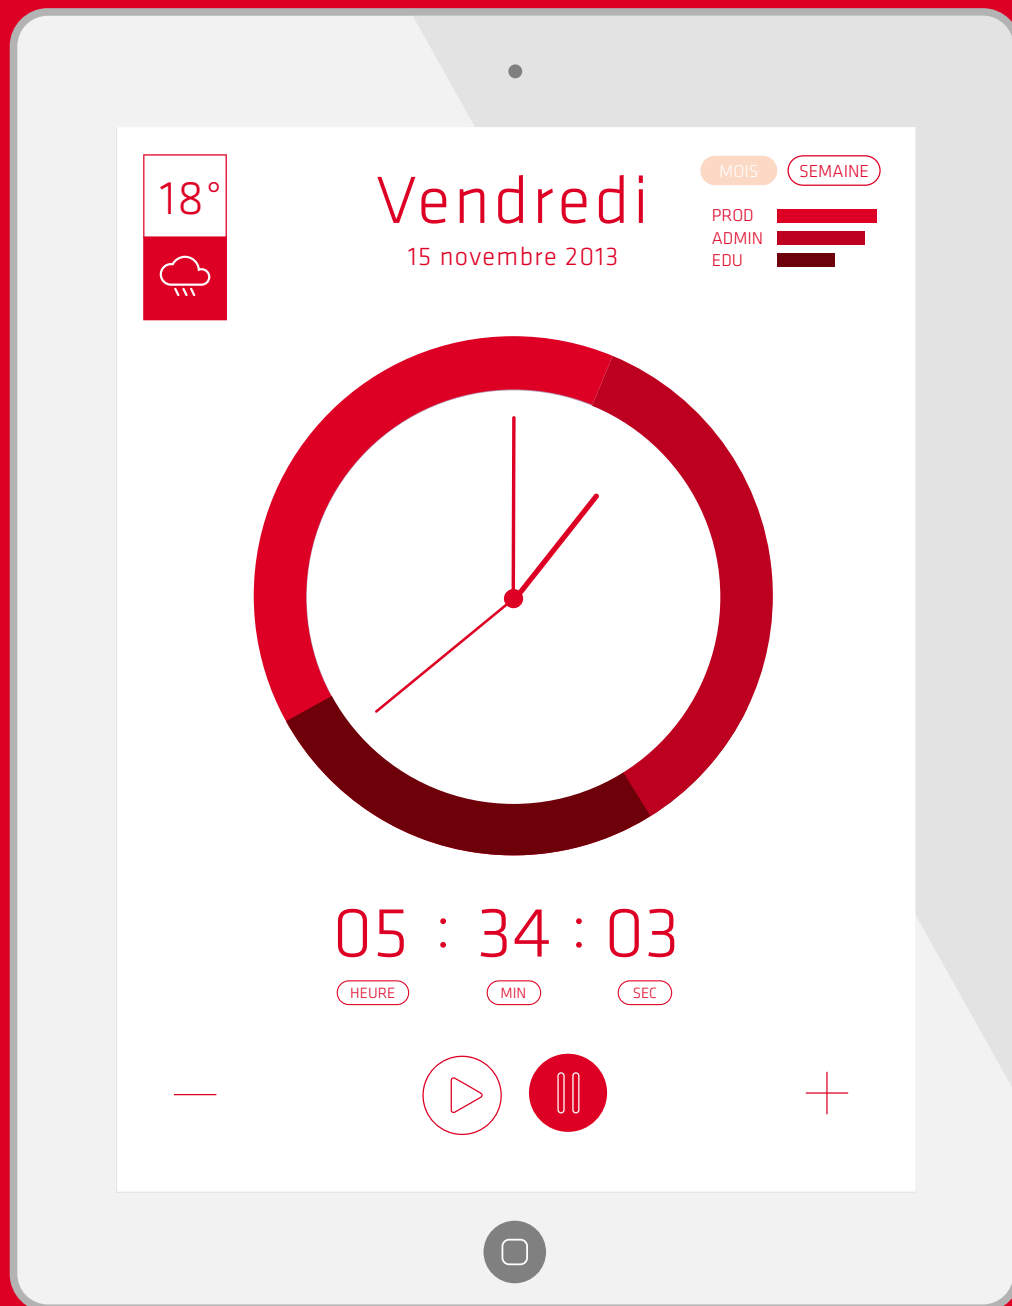 18°
Vendredi
15 novembre 2013
MOIS SEMAINE
PROD
ADMIN
EDU
05 : 34 : 03
HEURE MIN SEC